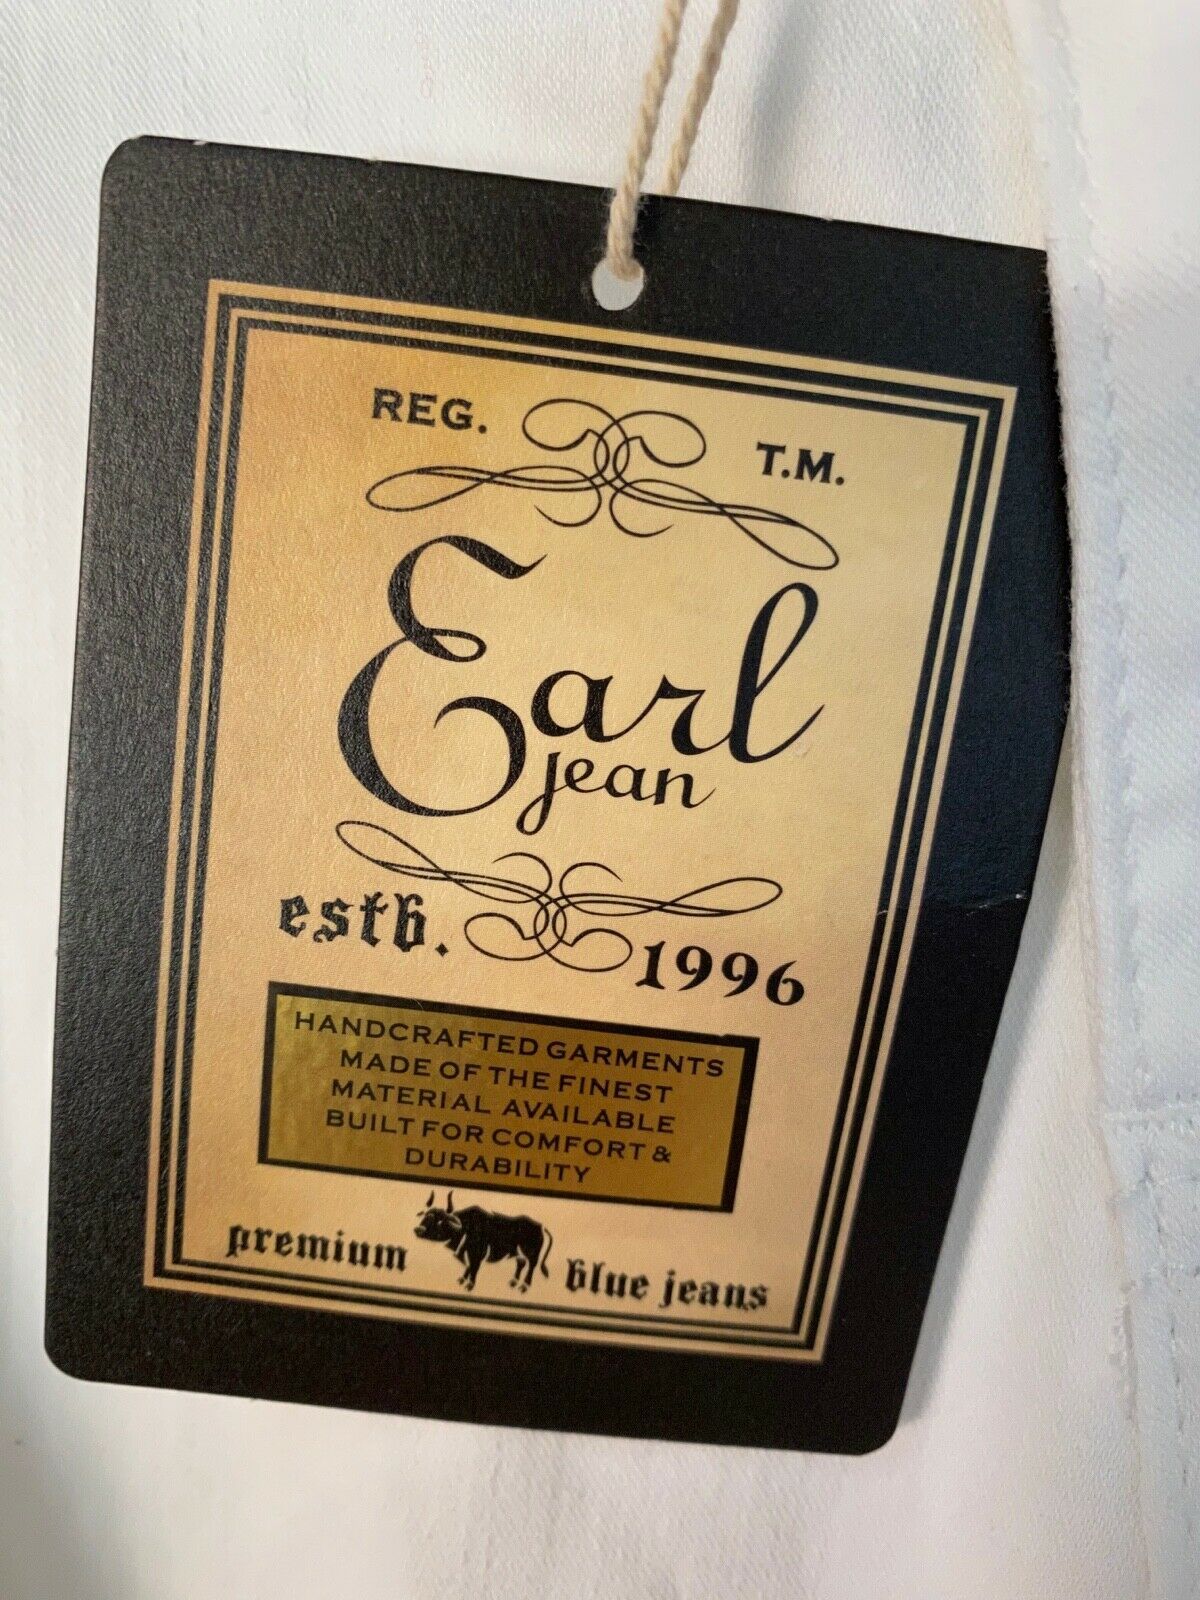 REG. T.M.
Earl
jean
estb. 1996
HANDCRAFTED GARMENTS
MADE OF THE FINEST
MATERIAL AVAILABLE
BUILT FOR COMFORT &
DURABILITY
premium blue jeans